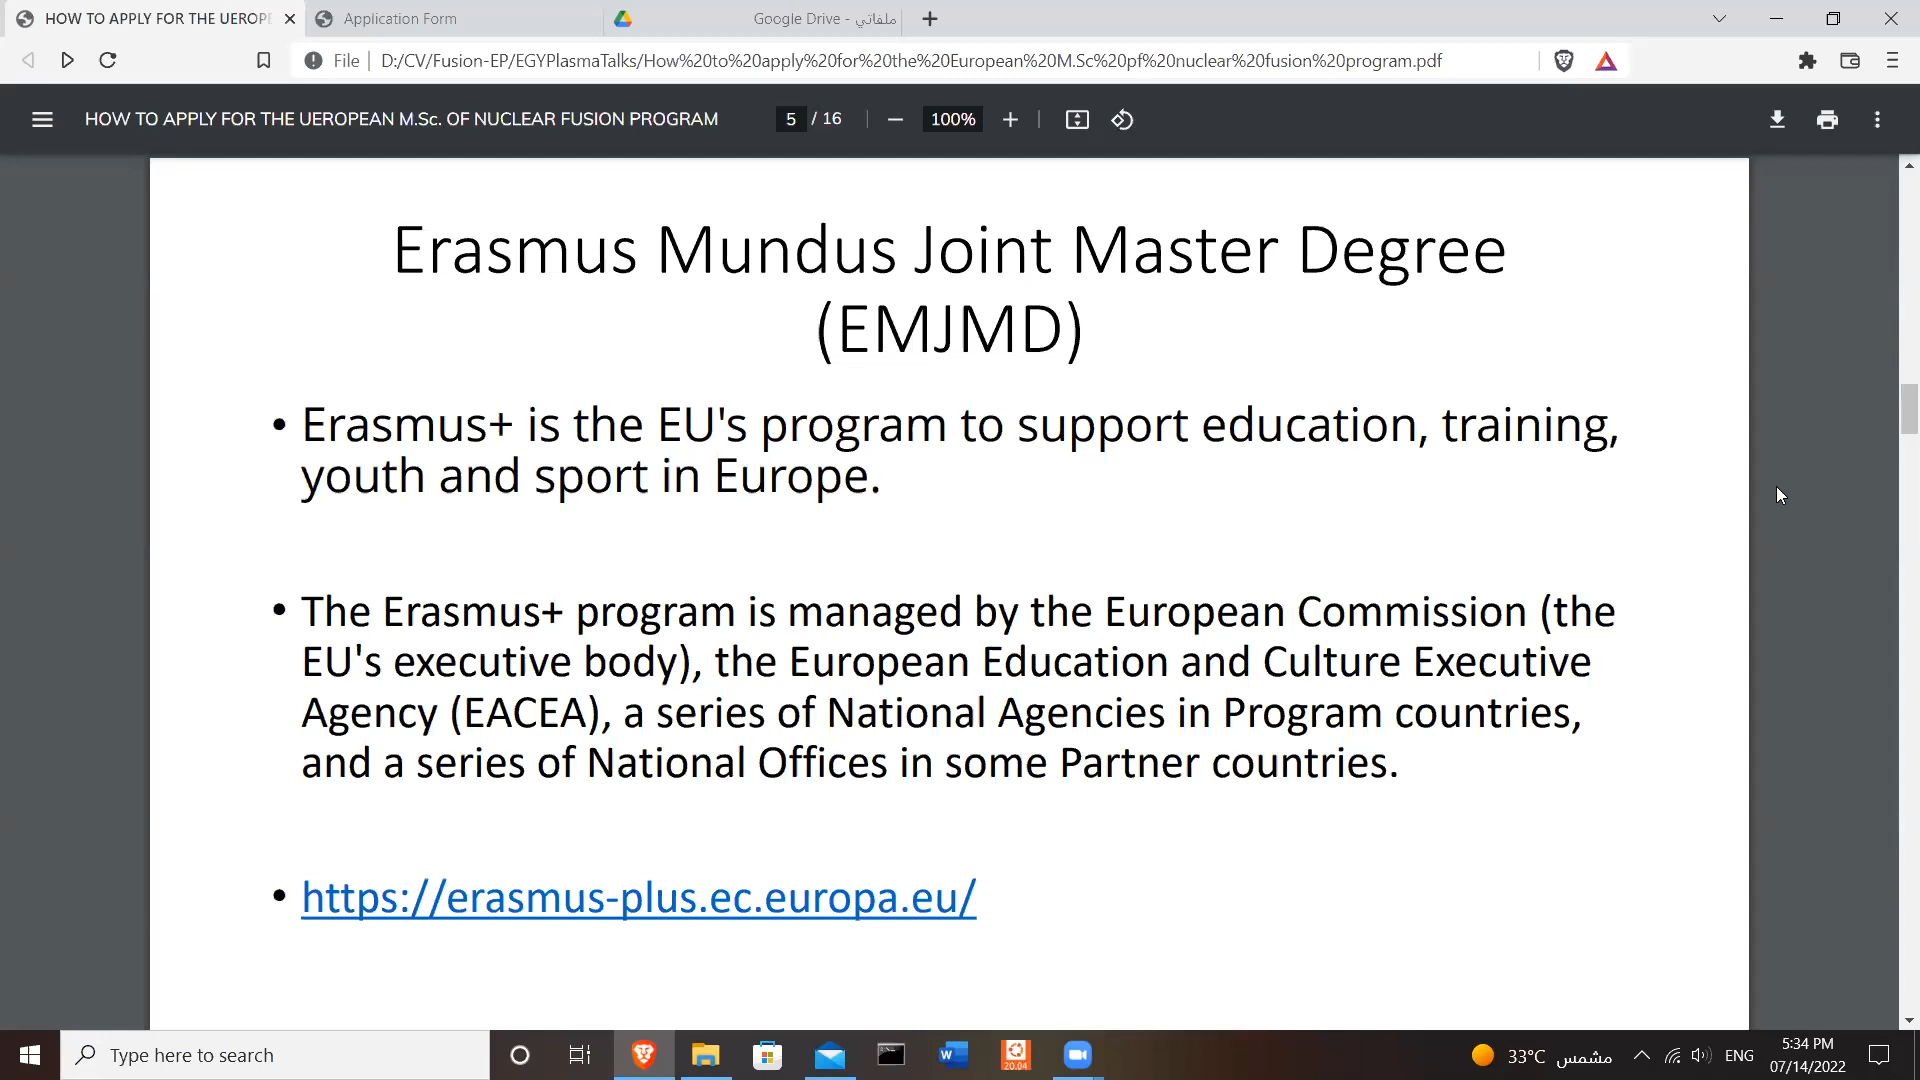 HOW TO APPLY FOR THE UEROPE
Application Form
ملفاتي - Google Drive
File
D:/CV/Fusion-EP/EGYPlasmaTalks/How%20to%20apply%20for%20the%20European%20M.Sc%20pf%20nuclear%20fusion%20program.pdf
HOW TO APPLY FOR THE UEROPEAN M.Sc. OF NUCLEAR FUSION PROGRAM
5 / 16
100%
Erasmus Mundus Joint Master Degree
(EMJMD)
• Erasmus+ is the EU's program to support education, training,
youth and sport in Europe.
• The Erasmus+ program is managed by the European Commission (the
EU's executive body), the European Education and Culture Executive
Agency (EACEA), a series of National Agencies in Program countries,
and a series of National Offices in some Partner countries.
• https://erasmus-plus.ec.europa.eu/
Type here to search
20.04
33°C مشمس
ENG
5:34 PM
07/14/2022